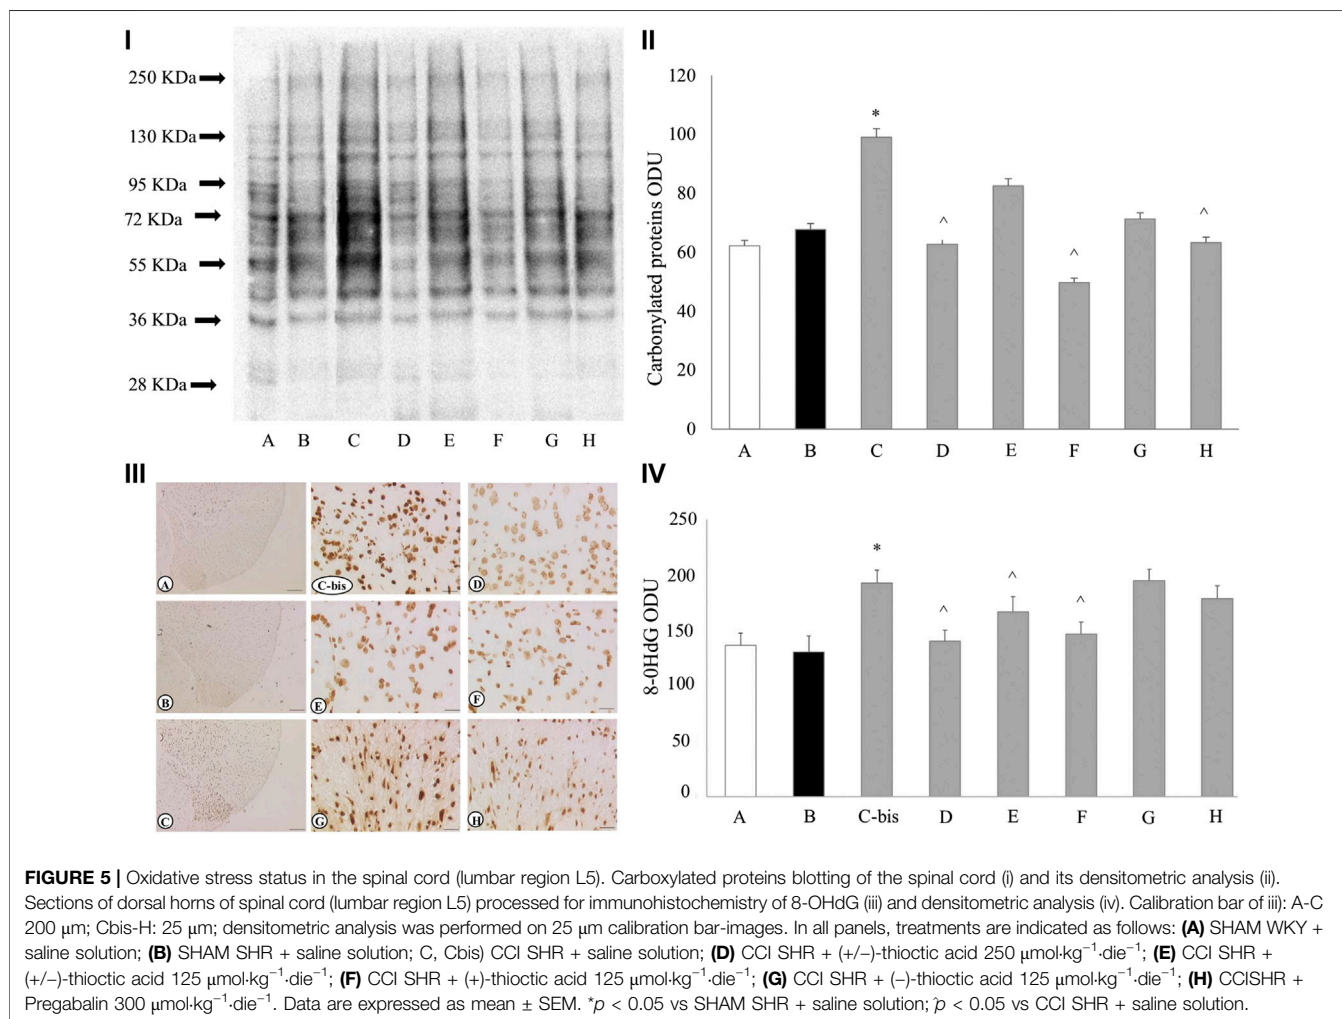 I
250 KDa
130 KDa
95 KDa
72 KDa
55 KDa
36 KDa
28 KDa
A B C D E F G H
II
120
100
80
60
40
20
0
Carbonylated proteins ODU
*
^
^
^
A B C D E F G H
III
A
C-bis
D
B
E
F
C
G
H
IV
250
200
150
100
50
0
8-0HdG ODU
*
^
^
^
A B C-bis D E F G H
FIGURE 5 | Oxidative stress status in the spinal cord (lumbar region L5). Carboxylated proteins blotting of the spinal cord (i) and its densitometric analysis (ii).
Sections of dorsal horns of spinal cord (lumbar region L5) processed for immunohistochemistry of 8-OHdG (iii) and densitometric analysis (iv). Calibration bar of iii): A-C
200 μm; Cbis-H: 25 μm; densitometric analysis was performed on 25 μm calibration bar-images. In all panels, treatments are indicated as follows: (A) SHAM WKY +
saline solution; (B) SHAM SHR + saline solution; C, Cbis) CCI SHR + saline solution; (D) CCI SHR + (+/−)-thioctic acid 250 μmol·kg⁻¹·die⁻¹; (E) CCI SHR +
(+/−)-thioctic acid 125 μmol·kg⁻¹·die⁻¹; (F) CCI SHR + (+)-thioctic acid 125 μmol·kg⁻¹·die⁻¹; (G) CCI SHR + (−)-thioctic acid 125 μmol·kg⁻¹·die⁻¹; (H) CCISHR +
Pregabalin 300 μmol·kg⁻¹·die⁻¹. Data are expressed as mean ± SEM. *p < 0.05 vs SHAM SHR + saline solution; ^p < 0.05 vs CCI SHR + saline solution.